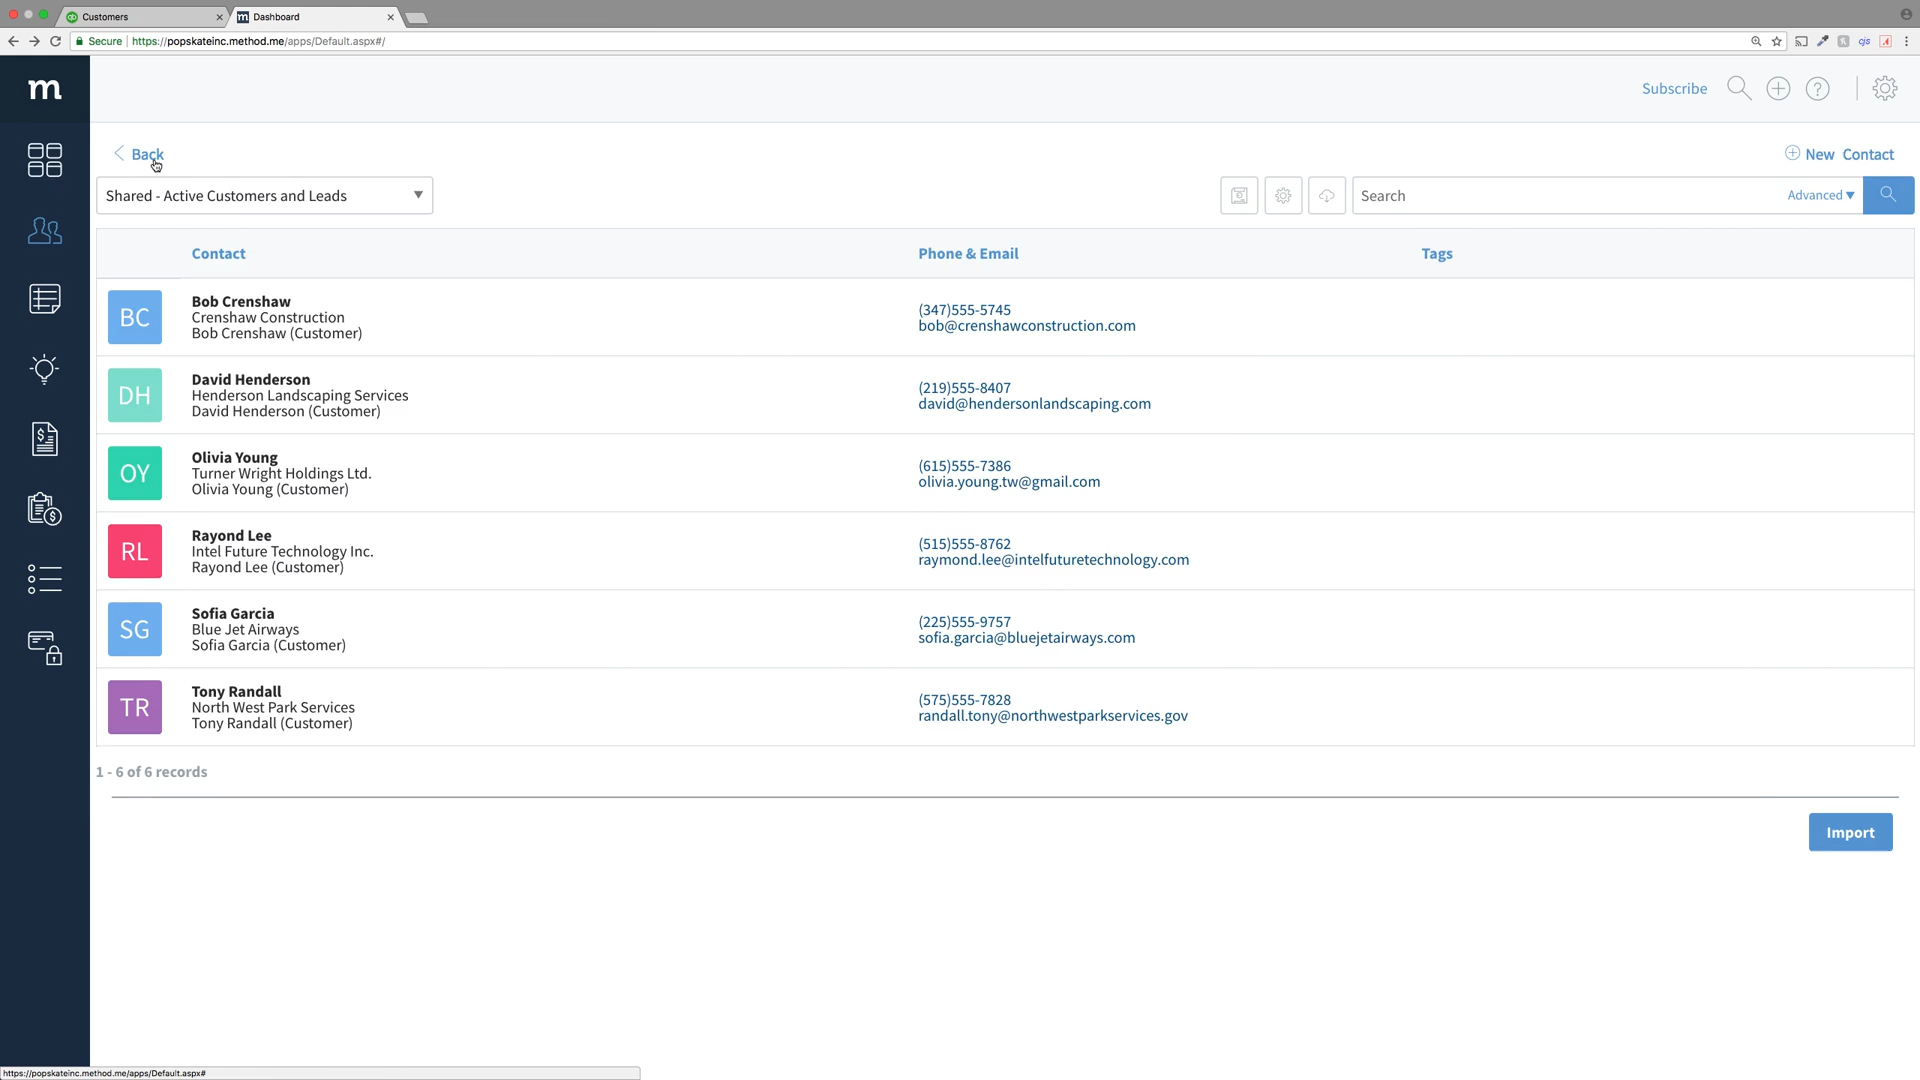 Customers
Dashboard
Secure | https://popskateinc.method.me/apps/Default.aspx#/
cjs
m
Subscribe
Back
New Contact
Shared - Active Customers and Leads
Search
Advanced
Contact
Phone & Email
Tags
BC
Bob Crenshaw
Crenshaw Construction
Bob Crenshaw (Customer)
(347)555-5745
bob@crenshawconstruction.com
DH
David Henderson
Henderson Landscaping Services
David Henderson (Customer)
(219)555-8407
david@hendersonlandscaping.com
OY
Olivia Young
Turner Wright Holdings Ltd.
Olivia Young (Customer)
(615)555-7386
olivia.young.tw@gmail.com
RL
Rayond Lee
Intel Future Technology Inc.
Rayond Lee (Customer)
(515)555-8762
raymond.lee@intelfuturetechnology.com
SG
Sofia Garcia
Blue Jet Airways
Sofia Garcia (Customer)
(225)555-9757
sofia.garcia@bluejetairways.com
TR
Tony Randall
North West Park Services
Tony Randall (Customer)
(575)555-7828
randall.tony@northwestparkservices.gov
1 - 6 of 6 records
Import
https://popskateinc.method.me/apps/Default.aspx#